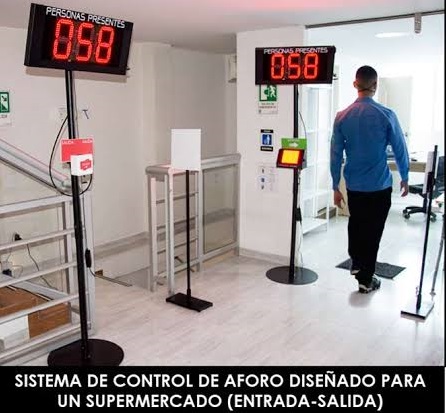 PERSONAS PRESENTES
058
PERSONAS PRESENTES
058
SISTEMA DE CONTROL DE AFORO DISEÑADO PARA
UN SUPERMERCADO (ENTRADA-SALIDA)